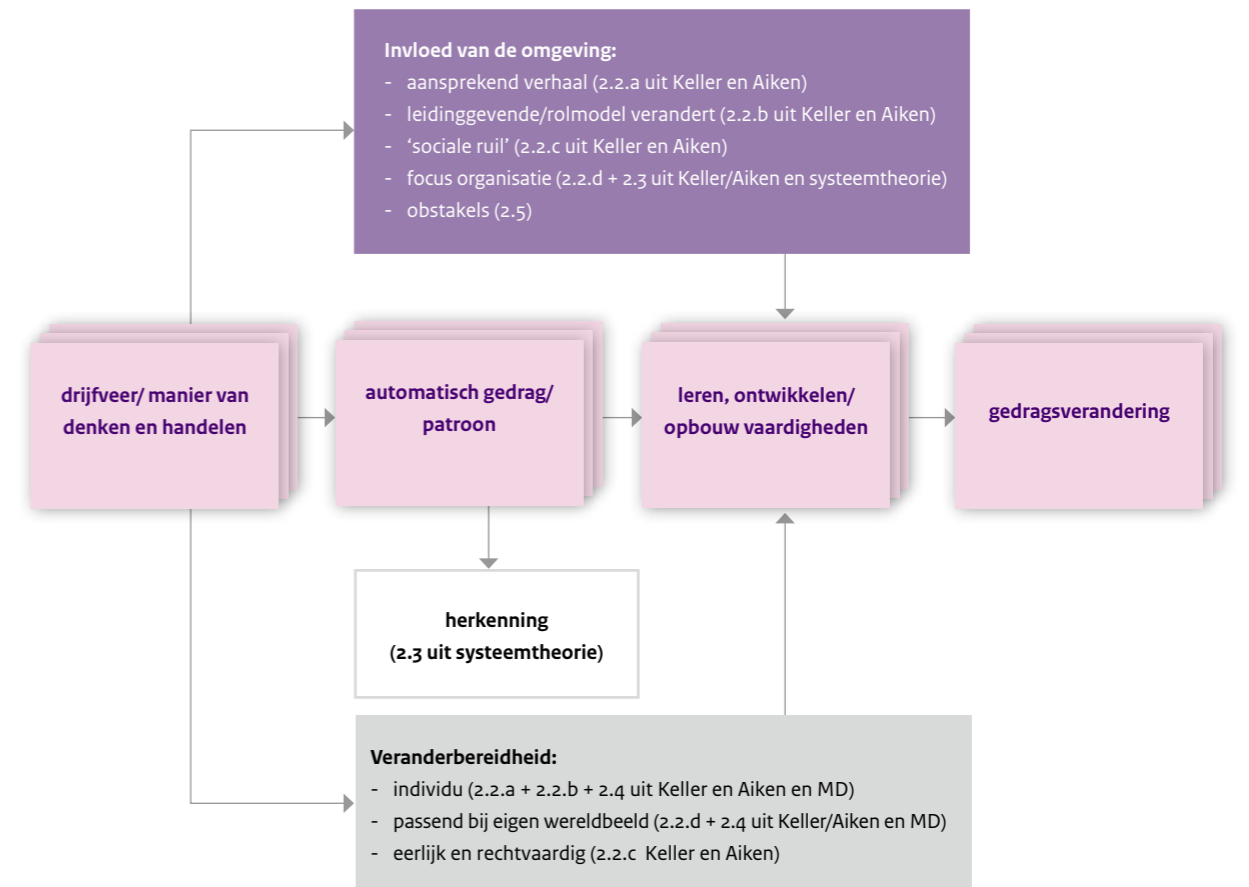 Invloed van de omgeving:
- aansprekend verhaal (2.2.a uit Keller en Aiken)
- leidinggevende/rolmodel verandert (2.2.b uit Keller en Aiken)
- ‘sociale ruil’ (2.2.c uit Keller en Aiken)
- focus organisatie (2.2.d + 2.3 uit Keller/Aiken en systeemtheorie)
- obstakels (2.5)
drijfveer/ manier van
denken en handelen
automatisch gedrag/
patroon
leren, ontwikkelen/
opbouw vaardigheden
gedragsverandering
herkenning
(2.3 uit systeemtheorie)
Veranderbereidheid:
- individu (2.2.a + 2.2.b + 2.4 uit Keller en Aiken en MD)
- passend bij eigen wereldbeeld (2.2.d + 2.4 uit Keller/Aiken en MD)
- eerlijk en rechtvaardig (2.2.c Keller en Aiken)